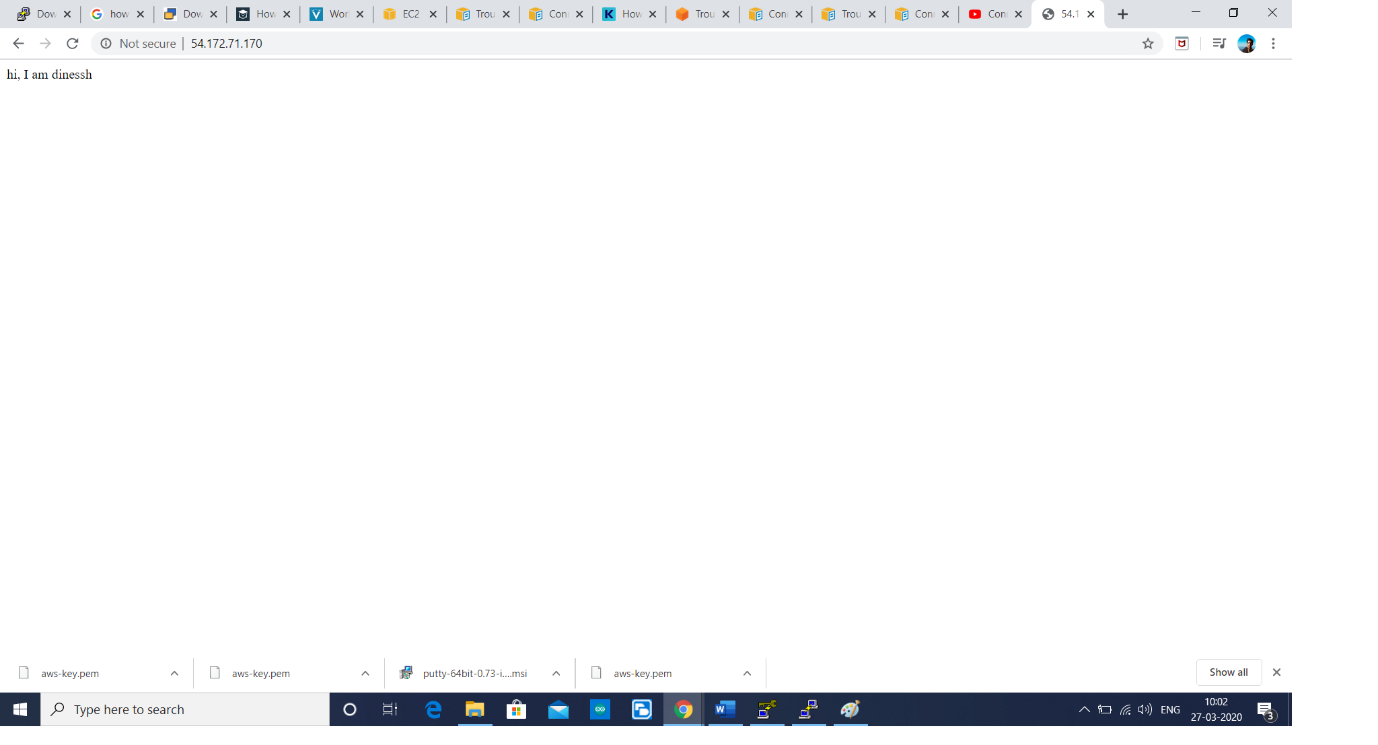 Dow how Dow How Wor EC2 Trou Con How Trou Con Trou Con Con 54.1
Not secure | 54.172.71.170
hi, I am dinessh
aws-key.pem aws-key.pem putty-64bit-0.73-i....msi aws-key.pem Show all
Type here to search ENG 10:02
27-03-2020 3